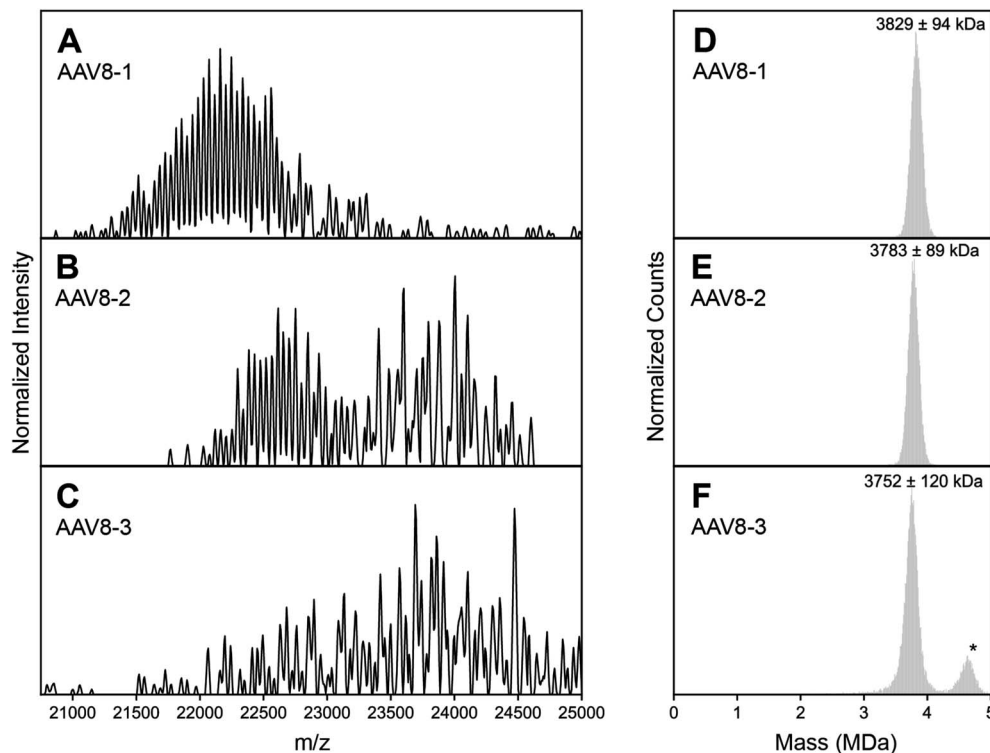 A
AAV8-1
B
AAV8-2
C
AAV8-3
Normalized Intensity
21000 21500 22000 22500 23000 23500 24000 24500 25000
m/z
3829 ± 94 kDa
D
AAV8-1
3783 ± 89 kDa
E
AAV8-2
3752 ± 120 kDa
F
AAV8-3
*
Normalized Counts
0 1 2 3 4 5
Mass (MDa)